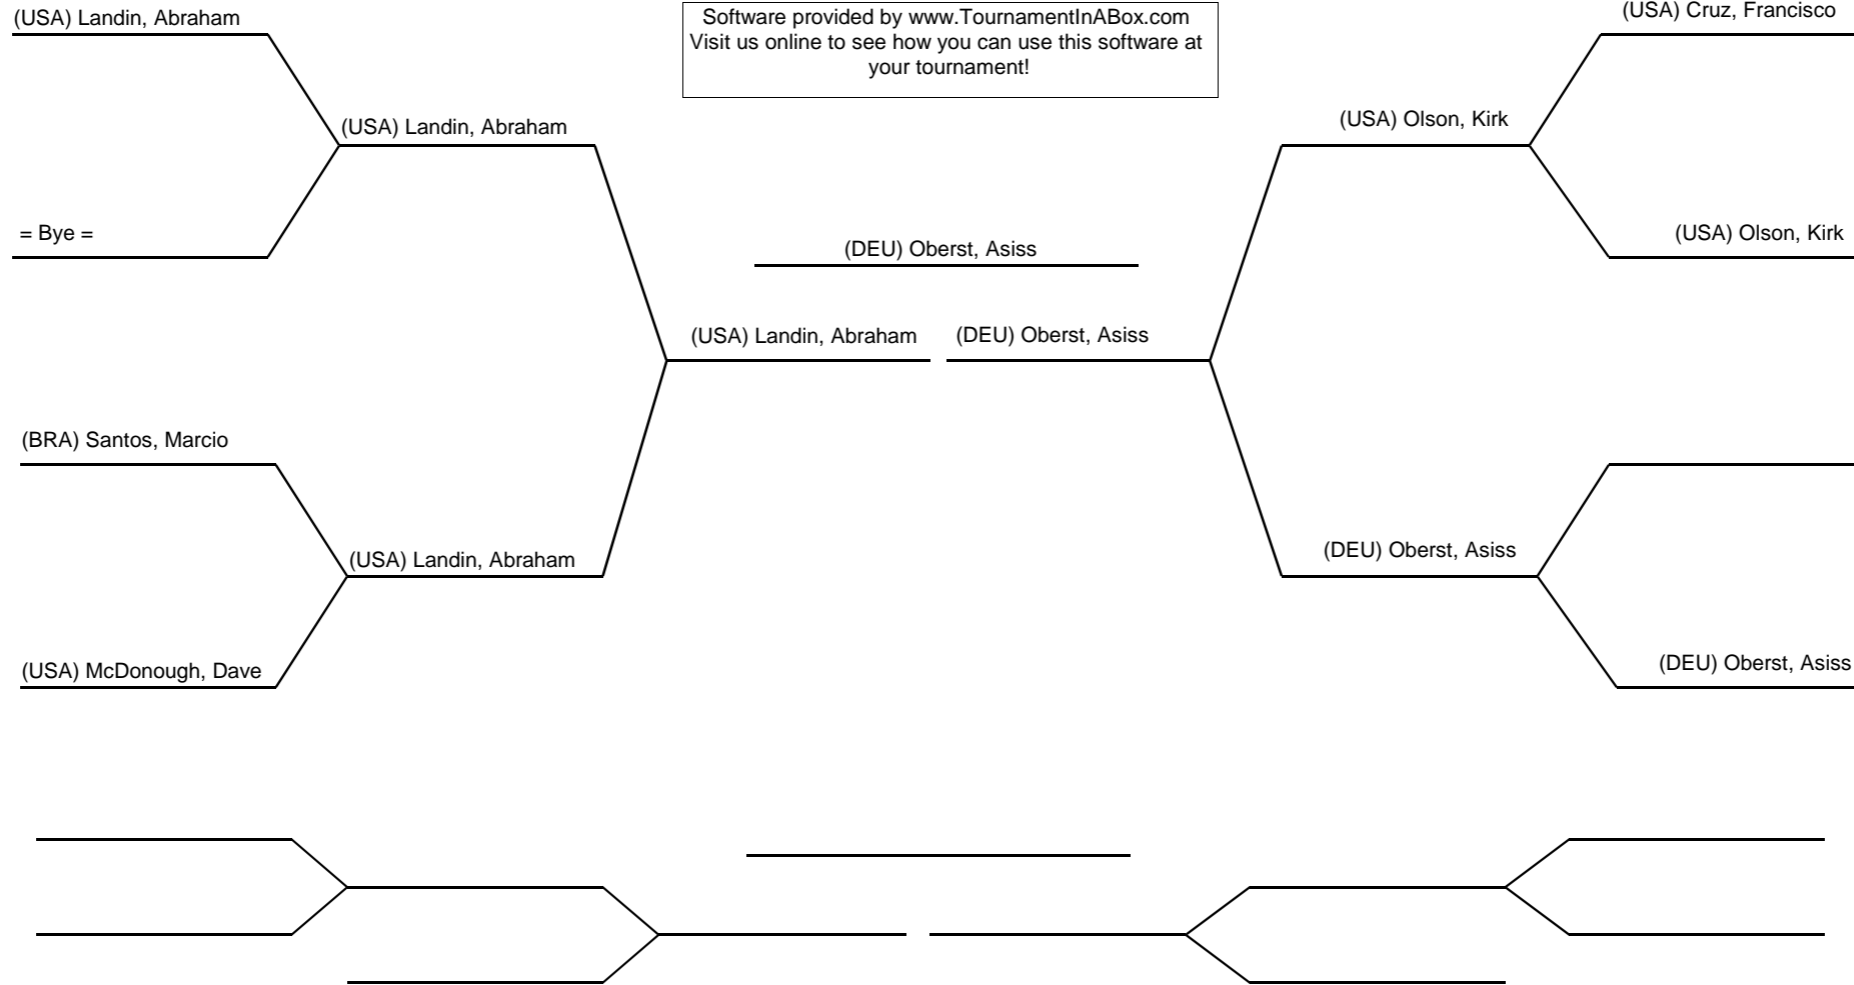 (USA) Landin, Abraham
Software provided by www.TournamentInABox.com
Visit us online to see how you can use this software at
your tournament!
(USA) Cruz, Francisco
(USA) Landin, Abraham
(USA) Olson, Kirk
= Bye =
(DEU) Oberst, Asiss
(USA) Olson, Kirk
(USA) Landin, Abraham
(DEU) Oberst, Asiss
(BRA) Santos, Marcio
(USA) Landin, Abraham
(DEU) Oberst, Asiss
(USA) McDonough, Dave
(DEU) Oberst, Asiss